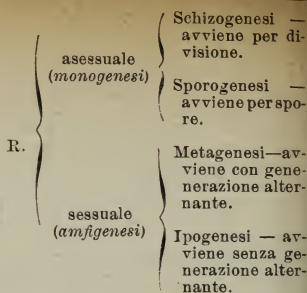 Schizogenesi —
avviene per di-
visione.
asessuale
(monogenesi)
Sporogenesi —
avviene per spo-
re.
R.
Metagenesi—av-
viene con gene-
nerazione alter-
nante.
sessuale
(amfigenesi)
Ipogenesi — av-
viene senza ge-
nerazione alter-
nante.